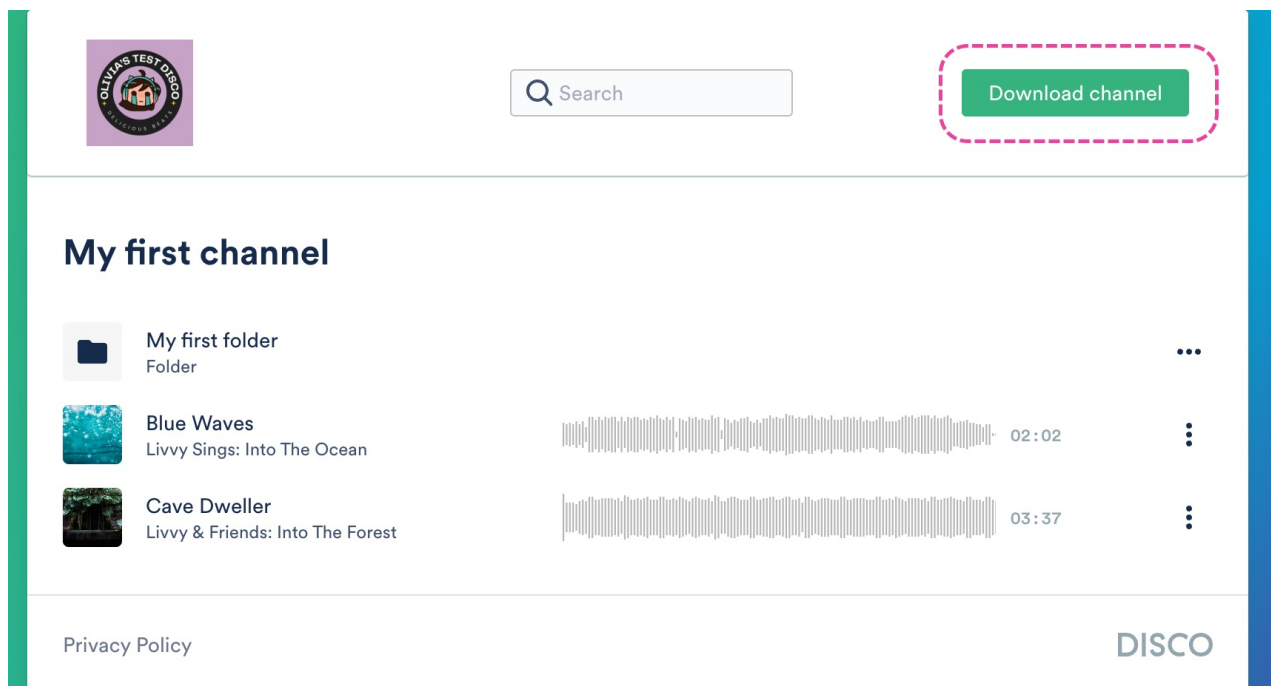 OLIVIA'S TEST DISCO
DELICIOUS BEATS
Search
Download channel
My first channel
My first folder
Folder
Blue Waves
Livvy Sings: Into The Ocean
02:02
Cave Dweller
Livvy & Friends: Into The Forest
03:37
Privacy Policy
DISCO